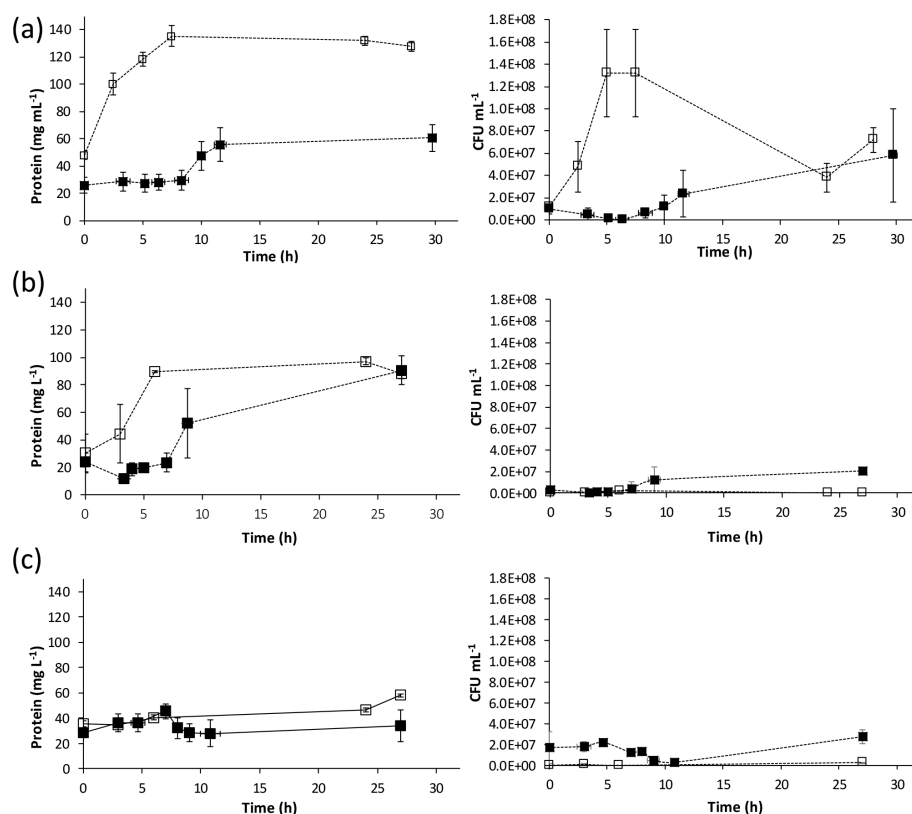 (a)
Protein (mg mL⁻¹)
140
120
100
80
60
40
20
0
0 5 10 15 20 25 30
Time (h)
CFU mL⁻¹
1.8E+08
1.6E+08
1.4E+08
1.2E+08
1.0E+08
8.0E+07
6.0E+07
4.0E+07
2.0E+07
0.0E+00
0 5 10 15 20 25 30
Time (h)
(b)
Protein (mg L⁻¹)
140
120
100
80
60
40
20
0
0 5 10 15 20 25 30
Time (h)
CFU mL⁻¹
1.8E+08
1.6E+08
1.4E+08
1.2E+08
1.0E+08
8.0E+07
6.0E+07
4.0E+07
2.0E+07
0.0E+00
0 5 10 15 20 25 30
Time (h)
(c)
Protein (mg L⁻¹)
140
120
100
80
60
40
20
0
0 5 10 15 20 25 30
Time (h)
CFU mL⁻¹
1.8E+08
1.6E+08
1.4E+08
1.2E+08
1.0E+08
8.0E+07
6.0E+07
4.0E+07
2.0E+07
0.0E+00
0 5 10 15 20 25 30
Time (h)